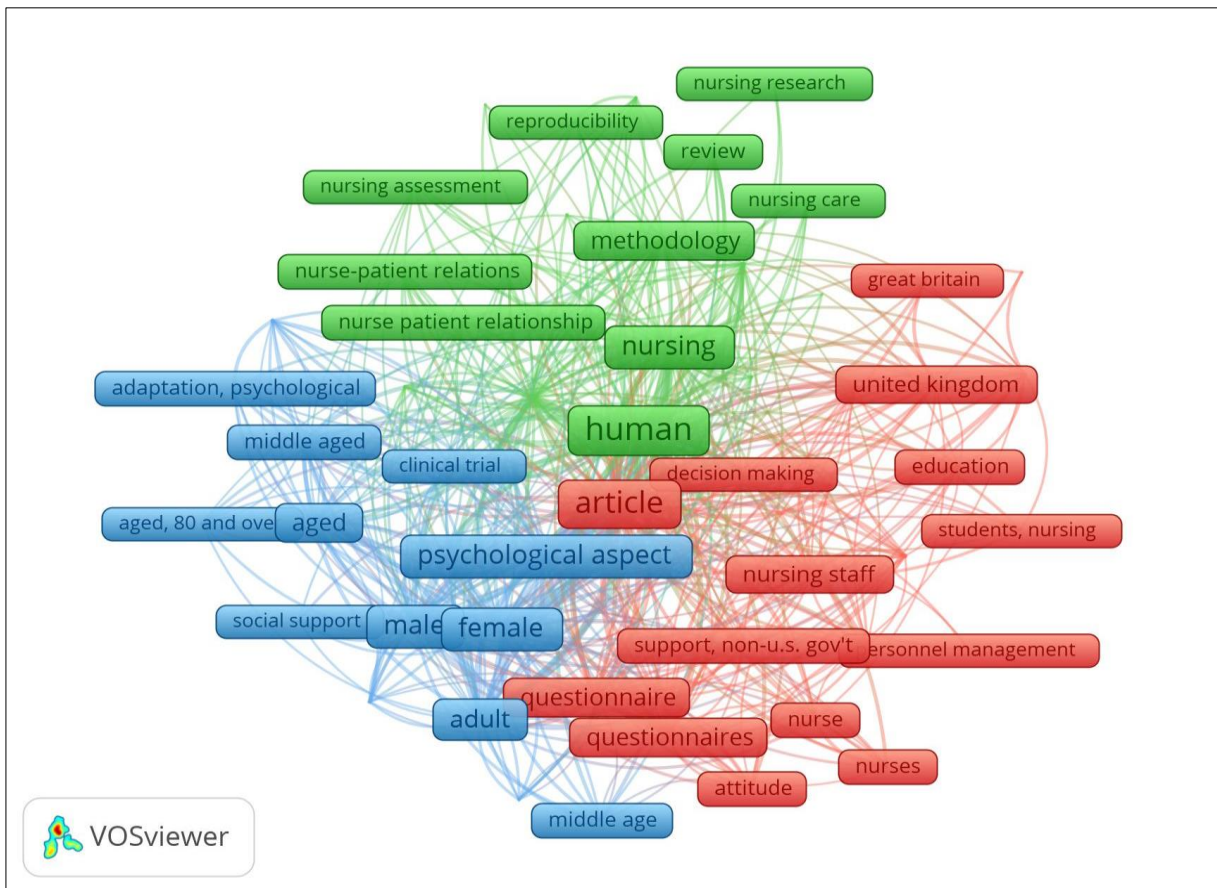 nursing research
reproducibility
review
nursing assessment
nursing care
methodology
nurse-patient relations
great britain
nurse patient relationship
nursing
adaptation, psychological
united kingdom
human
middle aged
clinical trial
decision making
education
article
aged, 80 and ove
aged
students, nursing
psychological aspect
nursing staff
social support
male
female
support, non-u.s. gov't
personnel management
questionnaire
adult
questionnaires
nurse
nurses
attitude
middle age
VOSviewer